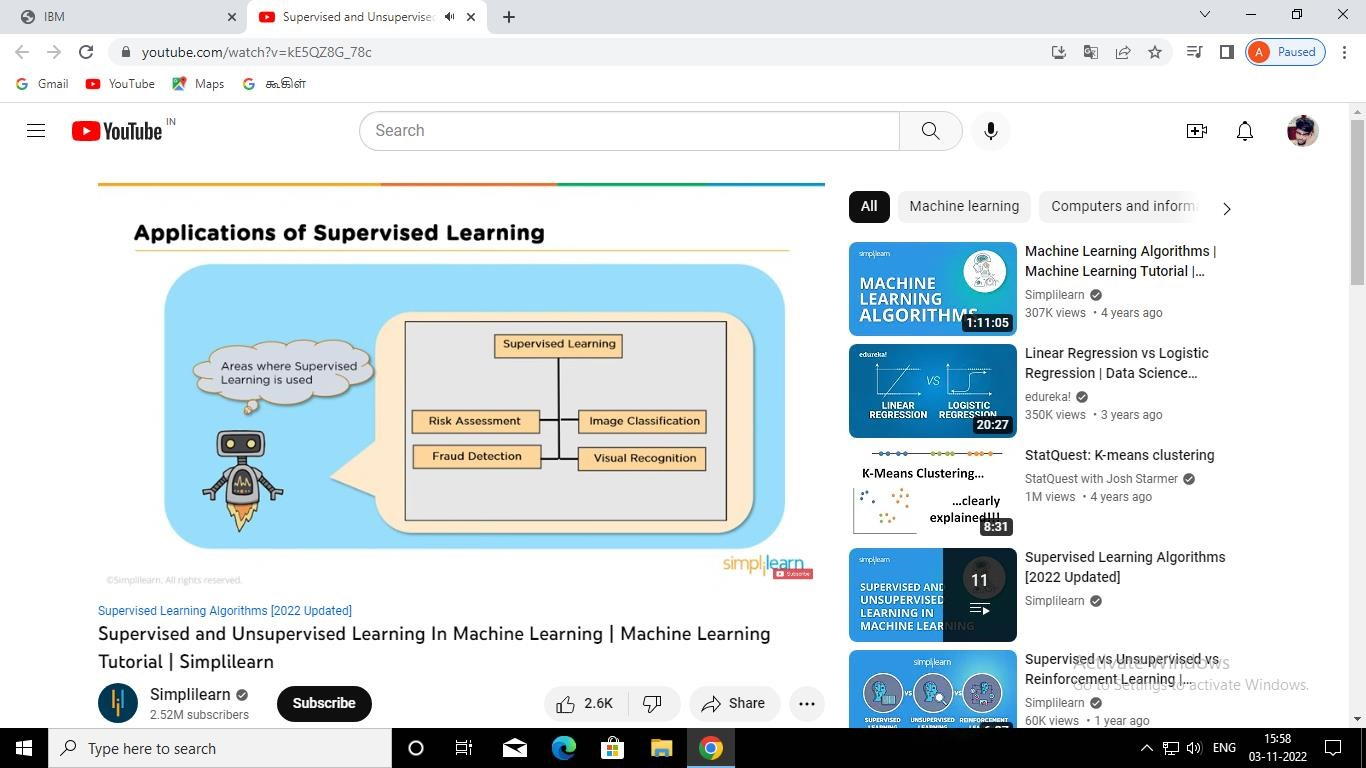 IBM
Supervised and Unsupervised
youtube.com/watch?v=kE5QZ8G_78c
A Paused
Gmail YouTube Maps கூகிள்
YouTube IN
Search
Applications of Supervised Learning
Areas where Supervised
Learning is used
Supervised Learning
Risk Assessment
Image Classification
Fraud Detection
Visual Recognition
simplilearn
Subscribe
©Simplilearn. All rights reserved.
Supervised Learning Algorithms [2022 Updated]
Supervised and Unsupervised Learning In Machine Learning | Machine Learning
Tutorial | Simplilearn
Simplilearn
2.52M subscribers
Subscribe
2.6K
Share
All Machine learning Computers and informa
simplilearn
MACHINE
LEARNING
ALGORITHMS
1:11:05
Machine Learning Algorithms |
Machine Learning Tutorial |...
Simplilearn
307K views • 4 years ago
edureka!
VS
LINEAR
REGRESSION
LOGISTIC
REGRESSION
20:27
Linear Regression vs Logistic
Regression | Data Science...
edureka!
350K views • 3 years ago
K-Means Clustering...
...clearly
explained!!!
8:31
StatQuest: K-means clustering
StatQuest with Josh Starmer
1M views • 4 years ago
simplilearn
SUPERVISED AND
UNSUPERVISED
LEARNING IN
MACHINE LEARNING
11
Supervised Learning Algorithms
[2022 Updated]
Simplilearn
simplilearn
VS VS
SUPERVISED
LEARNING
UNSUPERVISED
LEARNING
REINFORCEMENT
Supervised vs Unsupervised vs
Reinforcement Learning |...
Simplilearn
60K views • 1 year ago
Activate Windows
Go to Settings to activate Windows.
Type here to search
ENG
15:58
03-11-2022